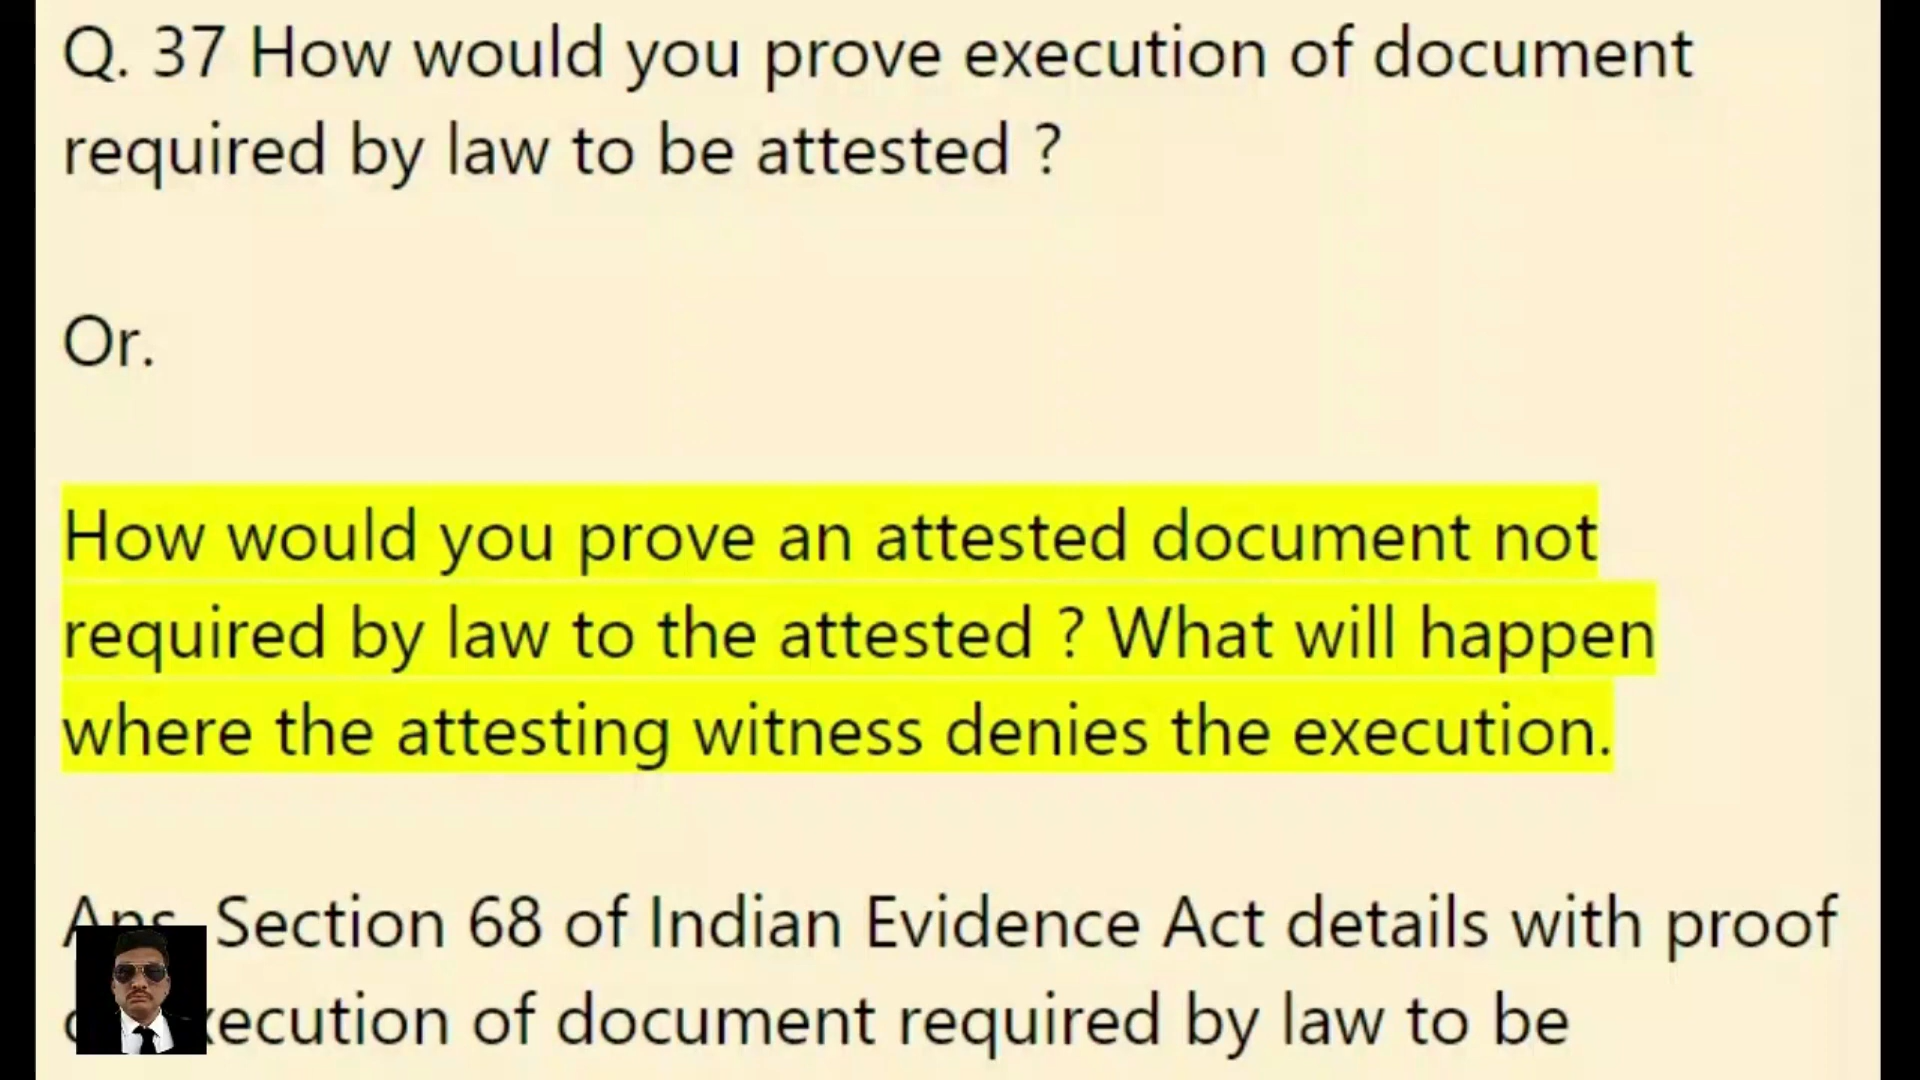 Q. 37 How would you prove execution of document
required by law to be attested ?
Or.
How would you prove an attested document not
required by law to the attested ? What will happen
where the attesting witness denies the execution.
Ans. Section 68 of Indian Evidence Act details with proof
of document required by law to be